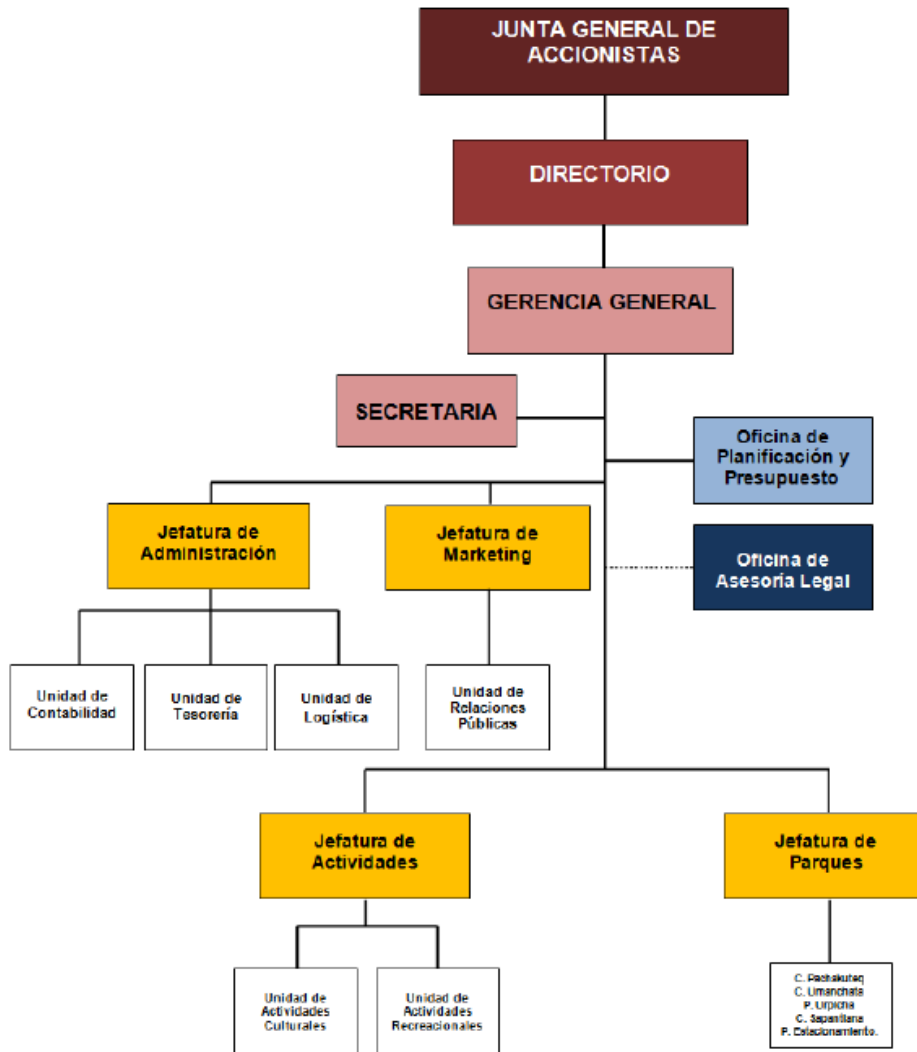 JUNTA GENERAL DE
ACCIONISTAS
DIRECTORIO
GERENCIA GENERAL
SECRETARIA
Oficina de
Planificación y
Presupuesto
Jefatura de
Administración
Jefatura de
Marketing
Oficina de
Asesoría Legal
Unidad de
Contabilidad
Unidad de
Tesorería
Unidad de
Logística
Unidad de
Relaciones
Públicas
Jefatura de
Actividades
Jefatura de
Parques
Unidad de
Actividades
Culturales
Unidad de
Actividades
Recreacionales
C. Pachakuteq
C. Umanchata
P. Urpicha
C. Sapantiana
P. Estacionamiento.